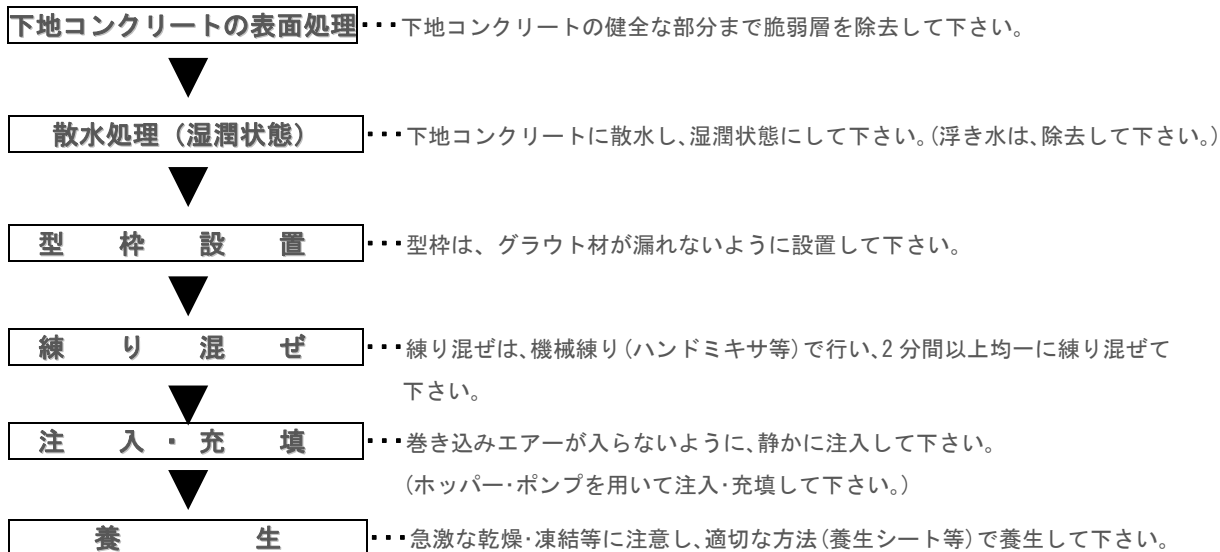 下地コンクリートの表面処理･･･下地コンクリートの健全な部分まで脆弱層を除去して下さい。
散水処理（湿潤状態）･･･下地コンクリートに散水し、湿潤状態にして下さい。(浮き水は、除去して下さい。)
型枠設置･･･型枠は、グラウト材が漏れないように設置して下さい。
練り混ぜ･･･練り混ぜは、機械練り(ハンドミキサ等)で行い、2分間以上均一に練り混ぜて
下さい。
注入・充填･･･巻き込みエアーが入らないように、静かに注入して下さい。
(ホッパー･ポンプを用いて注入･充填して下さい。)
養生･･･急激な乾燥･凍結等に注意し、適切な方法(養生シート等)で養生して下さい。